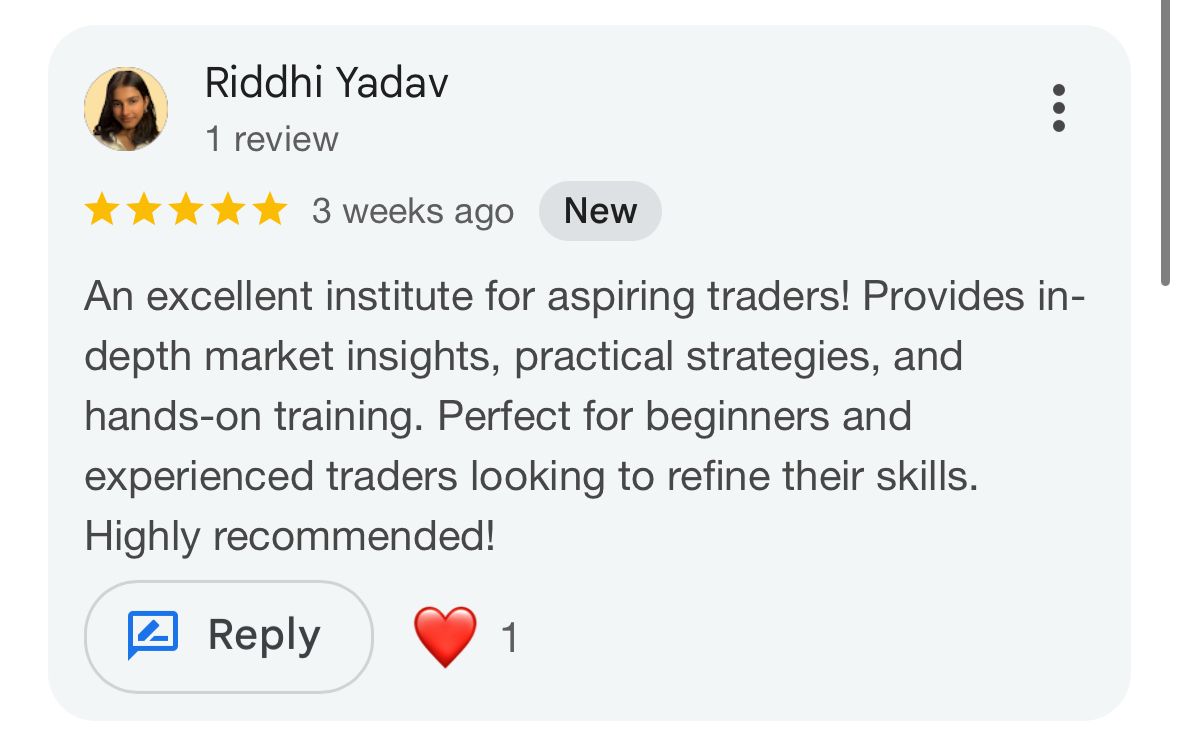 Riddhi Yadav
1 review
3 weeks ago New
An excellent institute for aspiring traders! Provides in-
depth market insights, practical strategies, and
hands-on training. Perfect for beginners and
experienced traders looking to refine their skills.
Highly recommended!
Reply 1